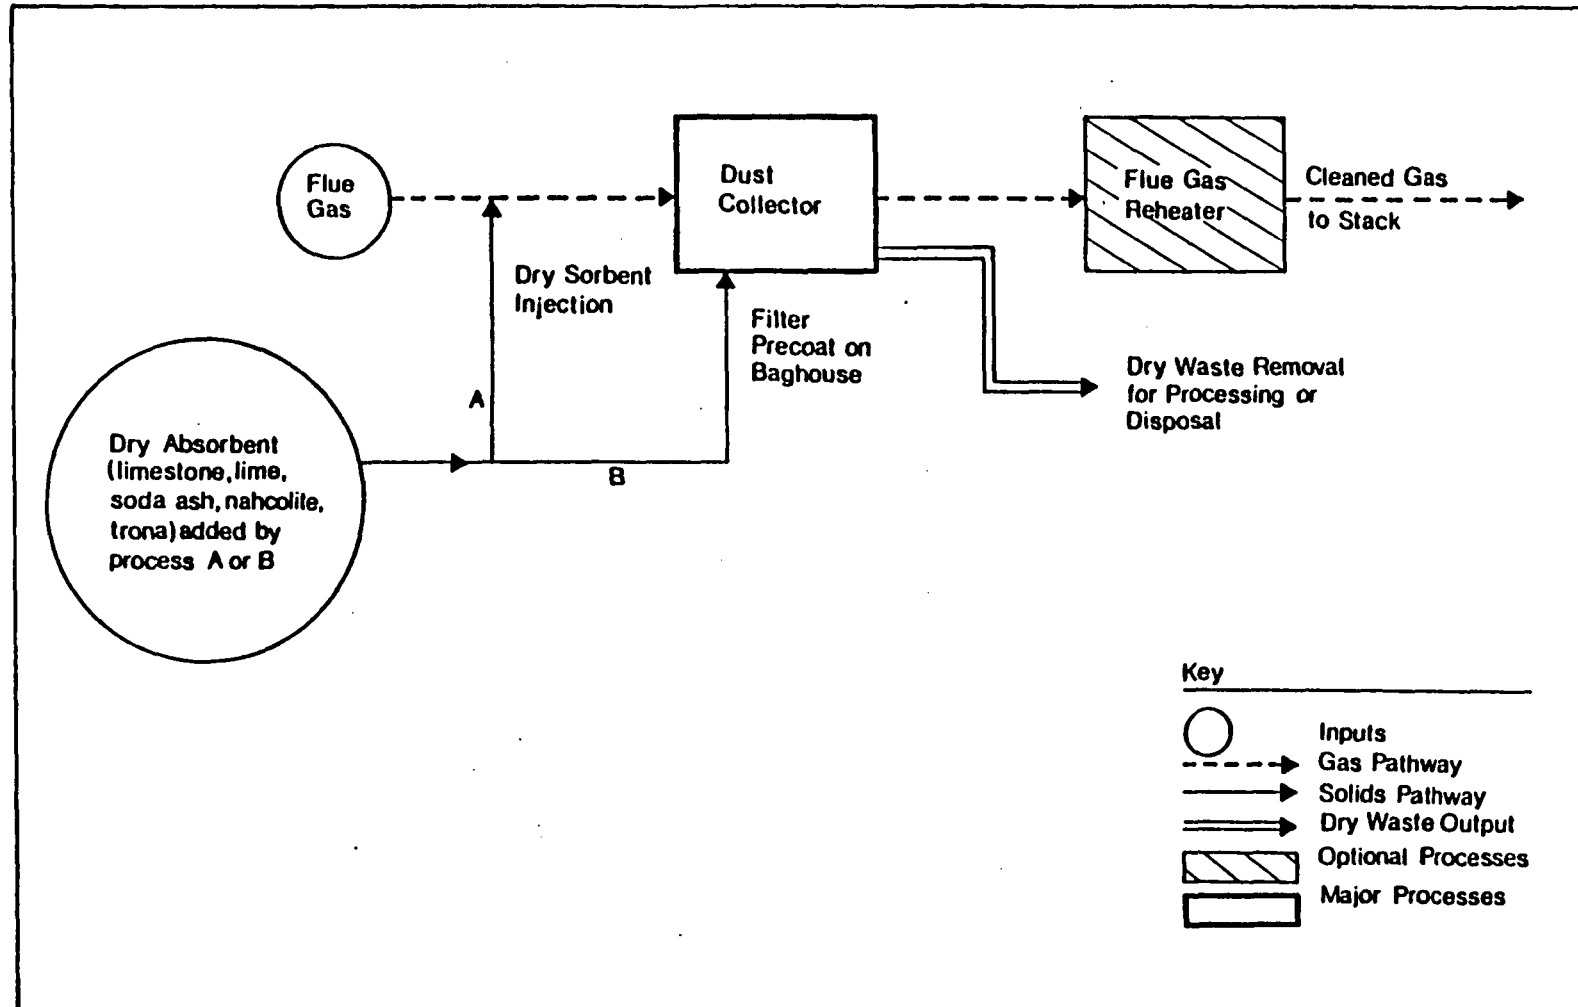 Flue
Gas
Dust
Collector
Flue Gas
Reheater
Cleaned Gas
to Stack
Dry Sorbent
Injection
Filter
Precoat on
Baghouse
Dry Waste Removal
for Processing or
Disposal
A
B
Dry Absorbent
(limestone, lime,
soda ash, nahcolite,
trona) added by
process A or B
Key
Inputs
Gas Pathway
Solids Pathway
Dry Waste Output
Optional Processes
Major Processes